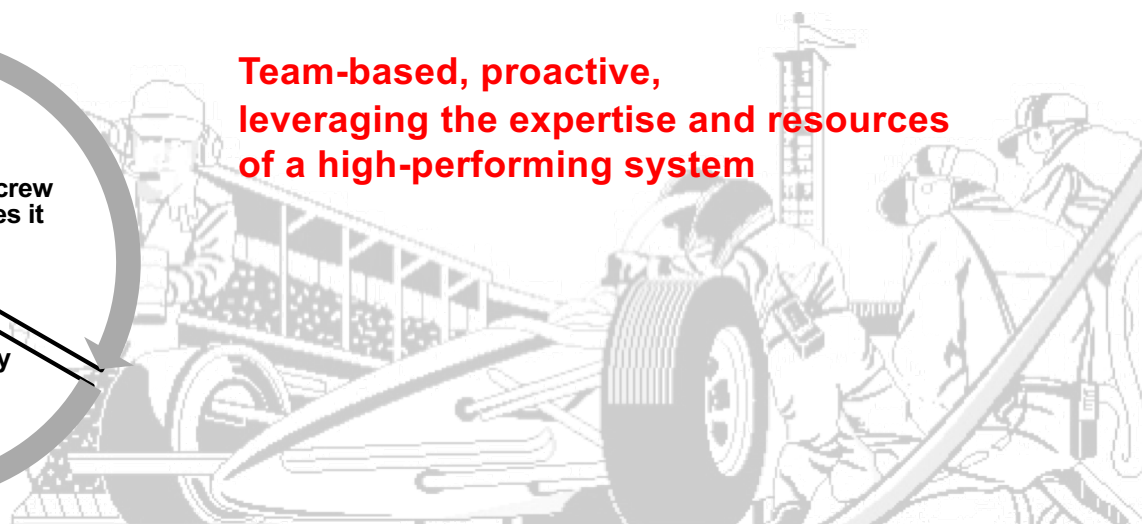 Team-based, proactive,
leveraging the expertise and resources
of a high-performing system
crew
es it
y